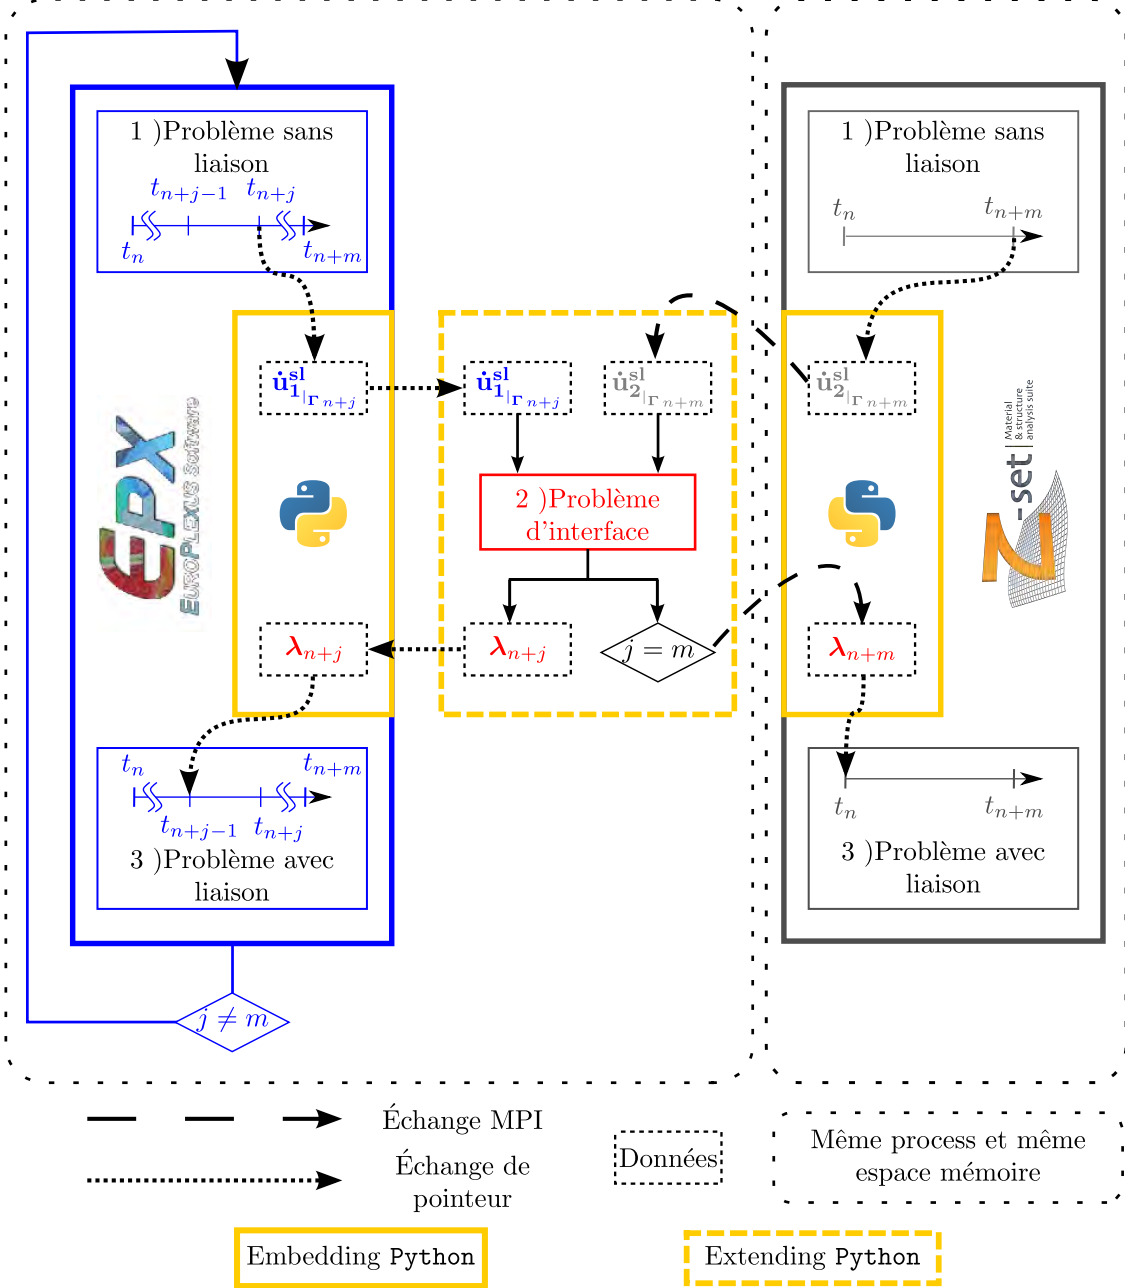 1 )Problème sans
liaison
t_{n+j−1} t_{n+j}
t_n t_{n+m}
1 )Problème sans
liaison
t_n t_{n+m}
u̇₁^{sl}_{|Γ n+j}
u̇₁^{sl}_{|Γ n+j}
u̇₂^{sl}_{|Γ n+m}
u̇₂^{sl}_{|Γ n+m}
EPX
EUROPLEXUS Software
2 )Problème
d'interface
Z-set
Material
& structure
analysis suite
λ_{n+j}
λ_{n+j}
j = m
λ_{n+m}
t_n t_{n+m}
t_{n+j−1} t_{n+j}
3 )Problème avec
liaison
t_n t_{n+m}
3 )Problème avec
liaison
j ≠ m
Échange MPI
Échange de
pointeur
Données
Même process et même
espace mémoire
Embedding Python
Extending Python